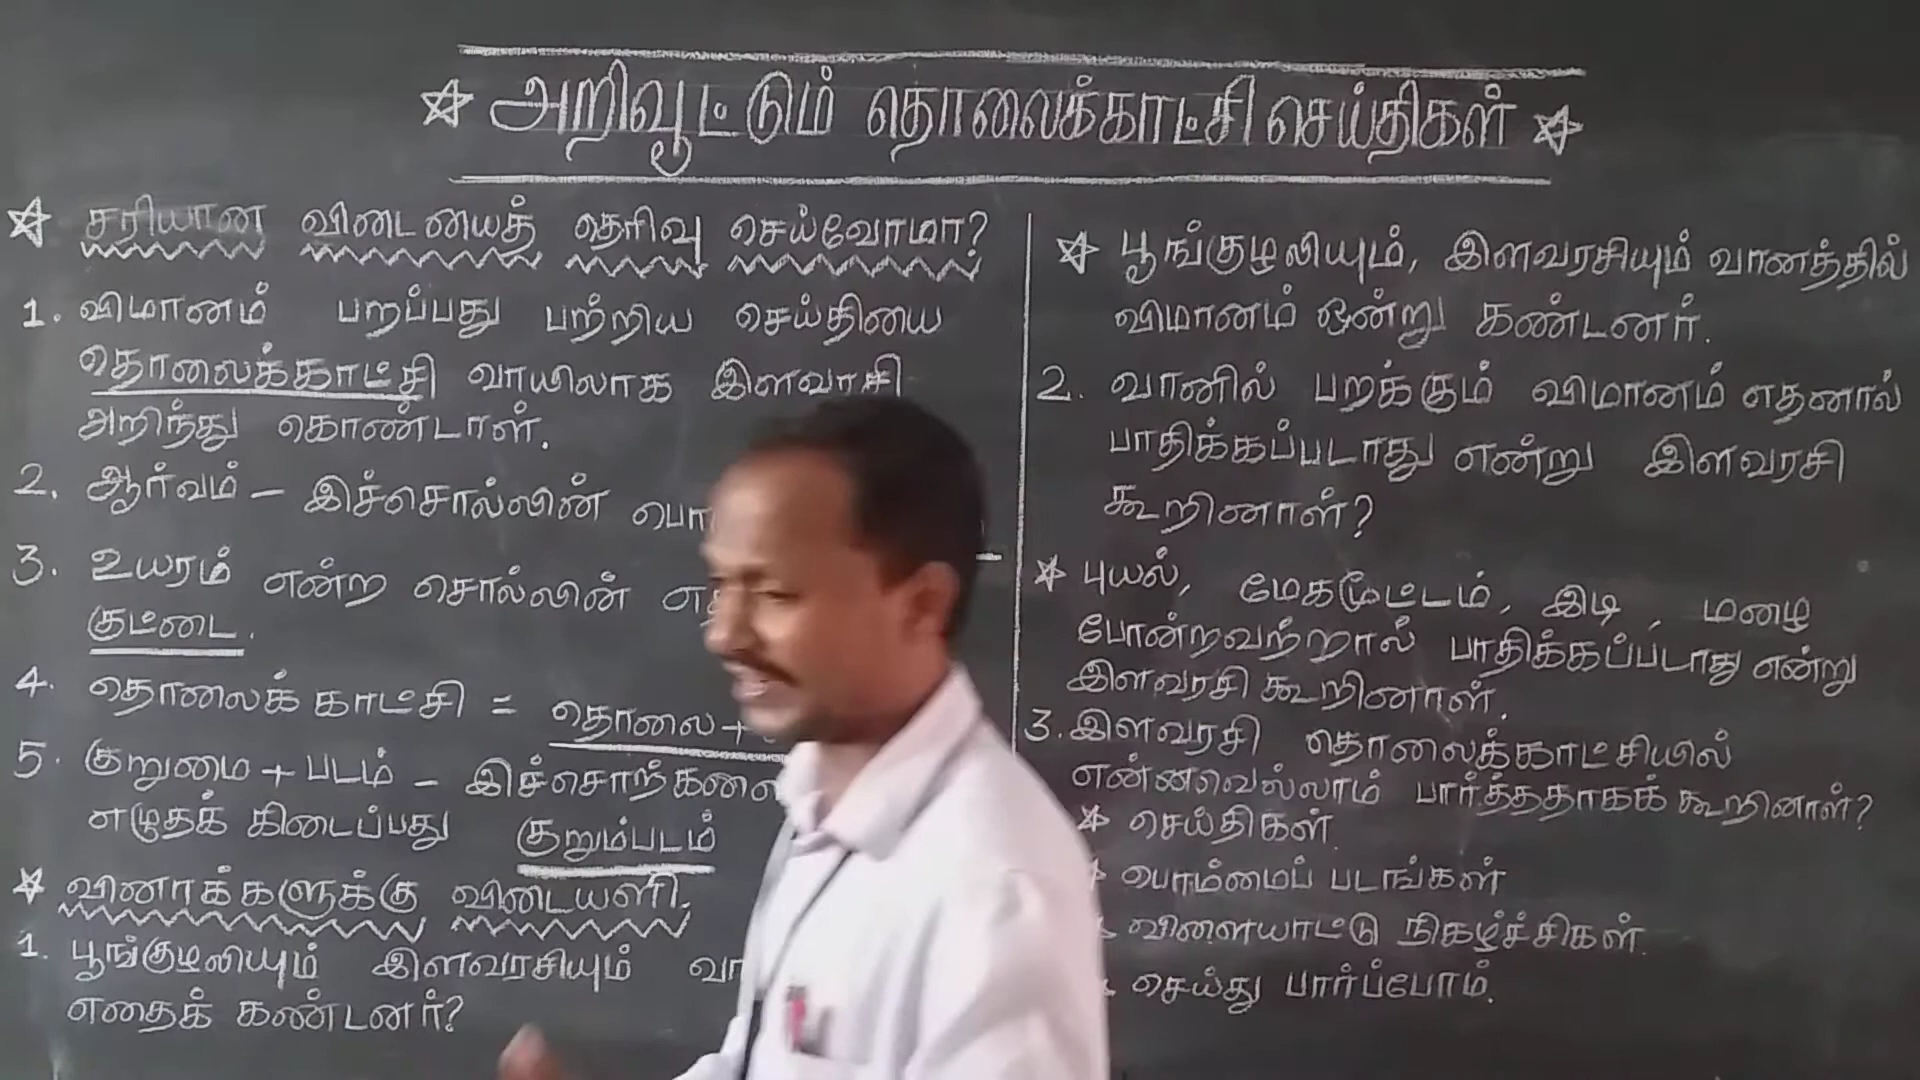 அறிவூட்டும் தொலைக்காட்சி செய்திகள்
சரியான விடையைத் தெரிவு செய்வோமா?
1. விமானம் பறப்பது பற்றிய செய்தியை
தொலைக்காட்சி வாயிலாக இளவரசி
அறிந்து கொண்டாள்.
2. ஆர்வம் - இச்சொல்லின்
3. உயரம் என்ற சொல்லின்
குட்டை.
4. தொலைக் காட்சி = தொலை+
5. குறுமை + படம் -
எழுதக் கிடைப்பது குறும்படம்
வினாக்களுக்கு விடையளி.
1. பூங்குழலியும் இளவரசியும்
எதைக் கண்டனர்?
பூங்குழலியும், இளவரசியும் வானத்தில்
விமானம் ஒன்று கண்டனர்.
2. வானில் பறக்கும் விமானம் எதனால்
பாதிக்கப்படாது என்று இளவரசி
கூறினாள்?
புயல், மேகமூட்டம், இடி, மழை
போன்றவற்றால் பாதிக்கப்படாது என்று
இளவரசி கூறினாள்.
3. இளவரசி தொலைக்காட்சியில்
என்னவெல்லாம் பார்த்ததாகக் கூறினாள்?
செய்திகள்.
பொம்மைப் படங்கள்
விளையாட்டு நிகழ்ச்சிகள்.
செய்து பார்ப்போம்.